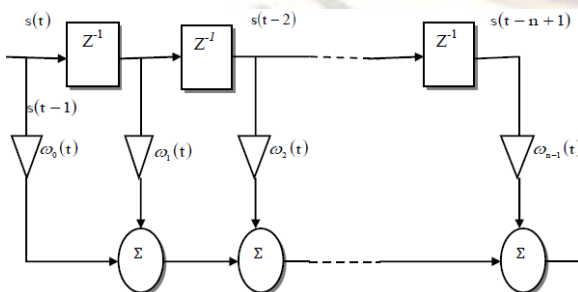 s(t) s(t−2) s(t−n+1)
Z⁻¹ Z⁻¹ Z⁻¹
s(t−1)
ω₀(t) ω₁(t) ω₂(t) ωₙ₋₁(t)
Σ Σ Σ